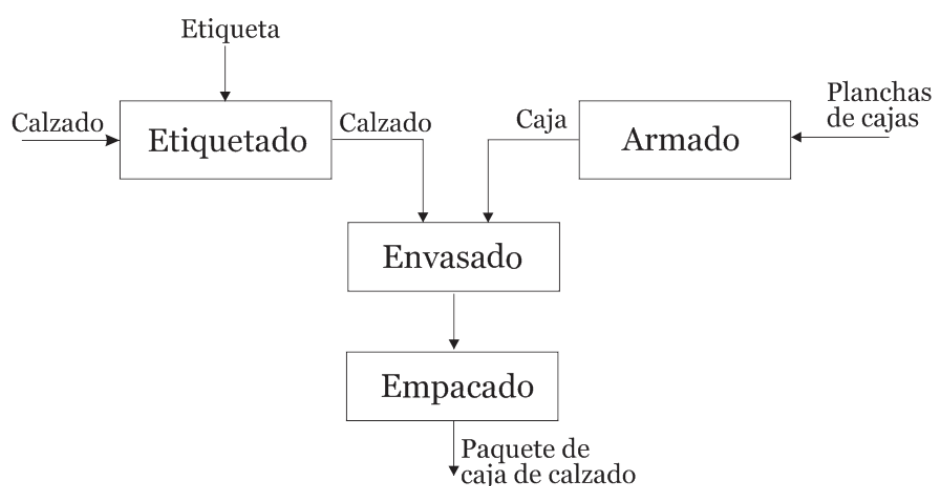 Etiqueta
Calzado
Etiquetado
Calzado
Caja
Armado
Planchas
de cajas
Envasado
Empacado
Paquete de
caja de calzado